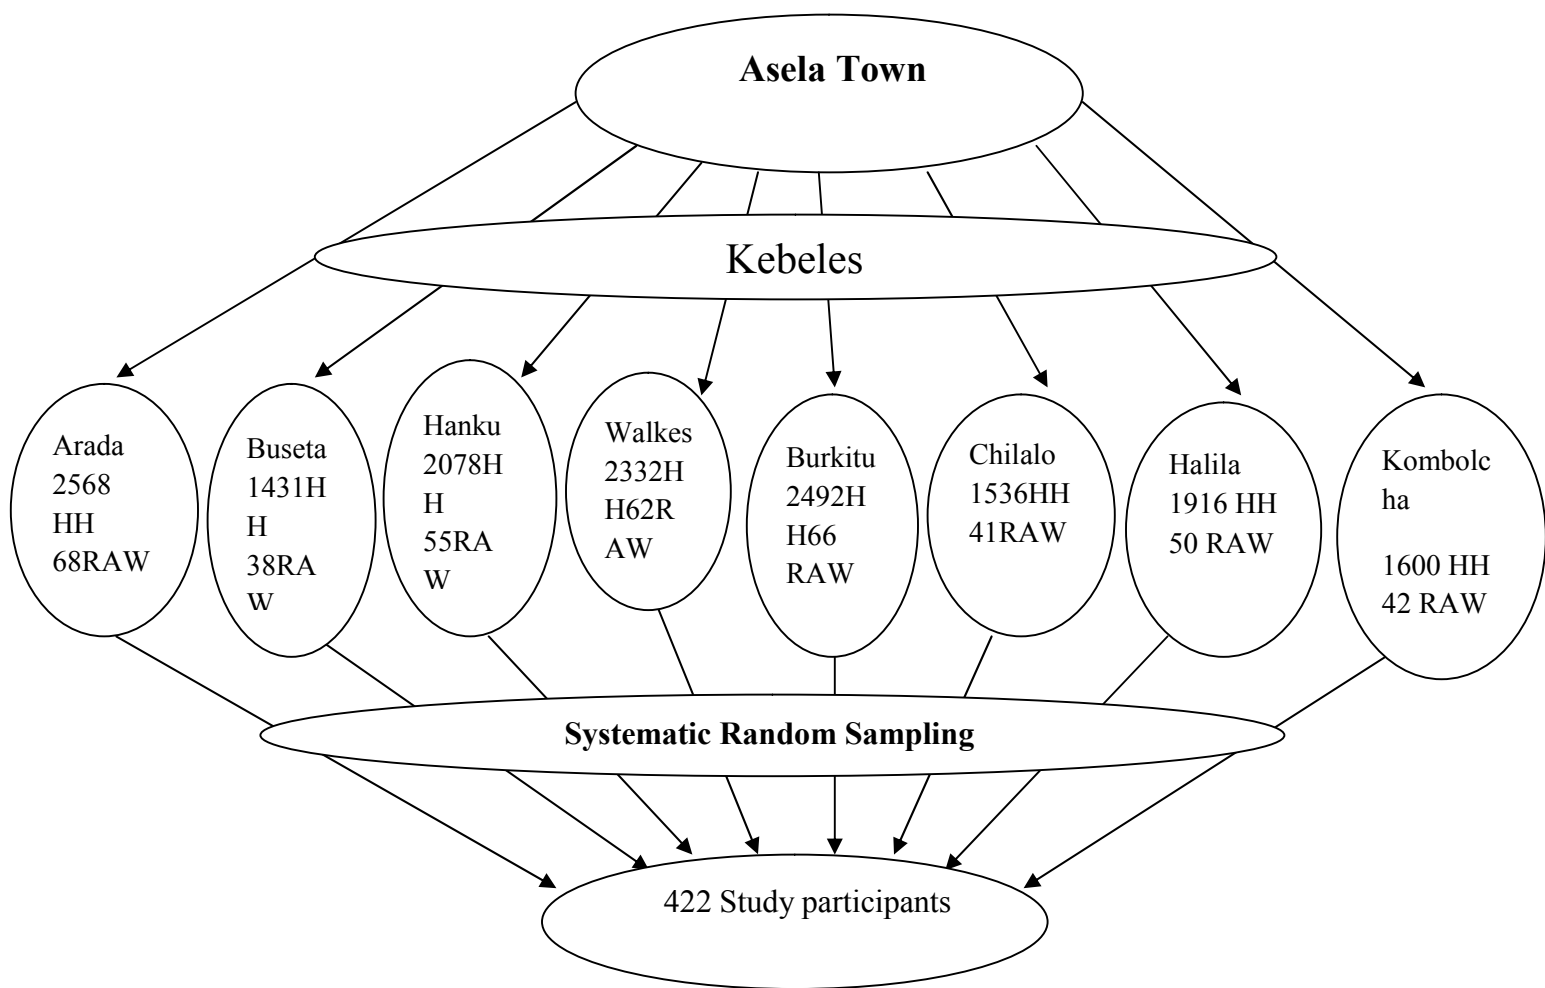 Asela Town
Kebeles
Arada
2568
HH
68RAW
Buseta
1431H
H
38RA
W
Hanku
2078H
H
55RA
W
Walkes
2332H
H62R
AW
Burkitu
2492H
H66
RAW
Chilalo
1536HH
41RAW
Halila
1916 HH
50 RAW
Kombolc
ha
1600 HH
42 RAW
Systematic Random Sampling
422 Study participants